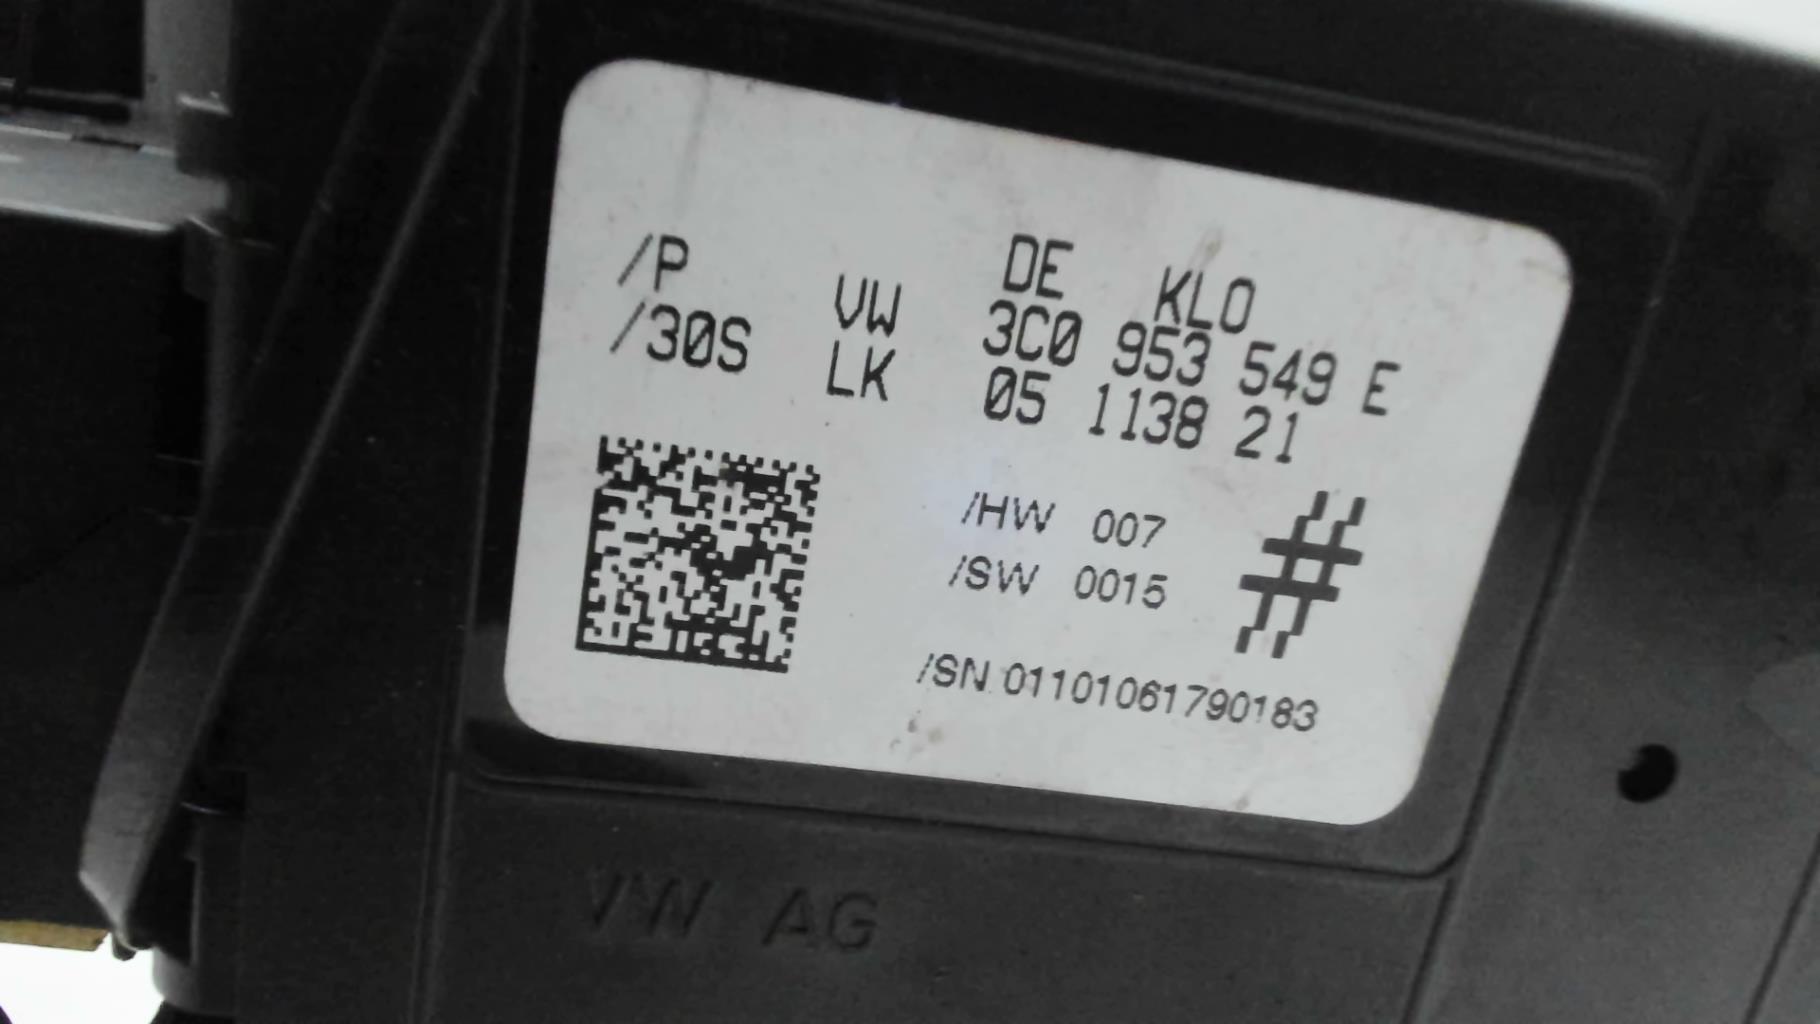 DE KLO
/P VW 3C0 953 549 E
/30S LK 05 1138 21
/HW 007
/SW 0015
/SN 01101061790183
VW AG